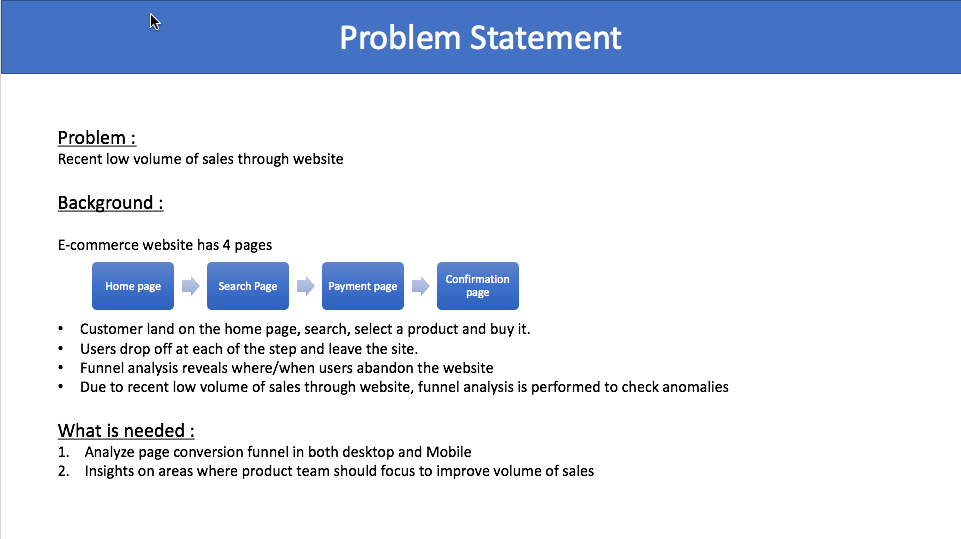 Problem Statement
Problem :
Recent low volume of sales through website
Background :
E-commerce website has 4 pages
Home page
Search Page
Payment page
Confirmation
page
• Customer land on the home page, search, select a product and buy it.
• Users drop off at each of the step and leave the site.
• Funnel analysis reveals where/when users abandon the website
• Due to recent low volume of sales through website, funnel analysis is performed to check anomalies
What is needed :
1. Analyze page conversion funnel in both desktop and Mobile
2. Insights on areas where product team should focus to improve volume of sales